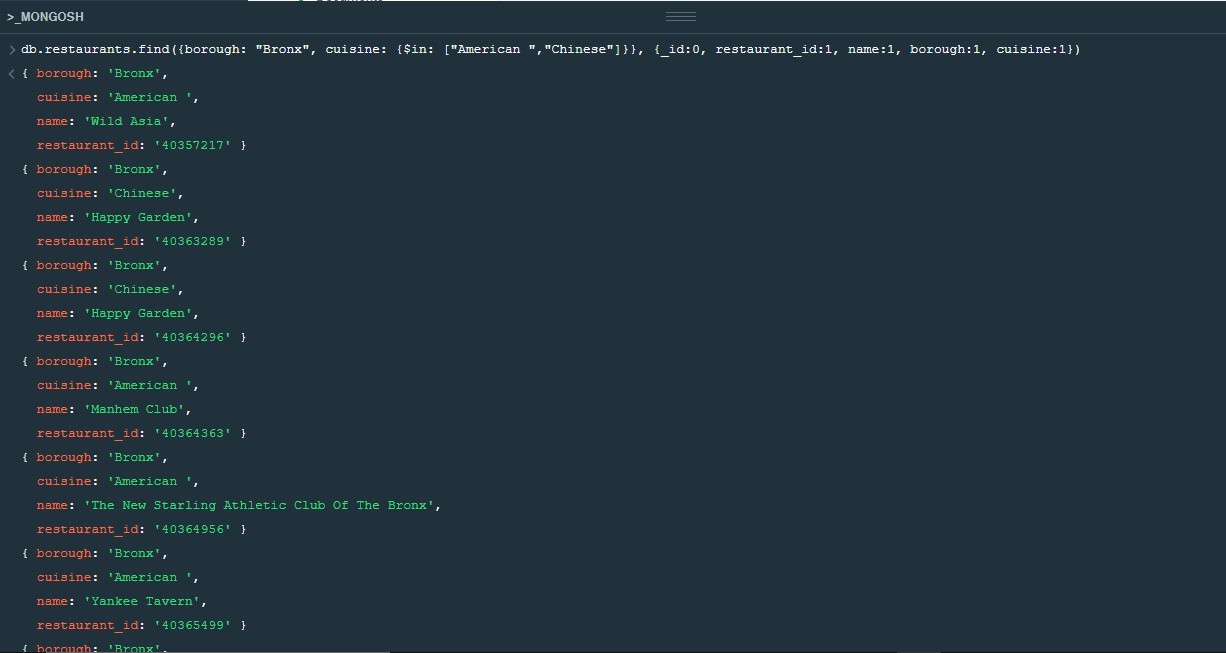 >_MONGOSH
> db.restaurants.find({borough: "Bronx", cuisine: {$in: ["American ","Chinese"]}}, {_id:0, restaurant_id:1, name:1, borough:1, cuisine:1})
< { borough: 'Bronx',
cuisine: 'American ',
name: 'Wild Asia',
restaurant_id: '40357217' }
{ borough: 'Bronx',
cuisine: 'Chinese',
name: 'Happy Garden',
restaurant_id: '40363289' }
{ borough: 'Bronx',
cuisine: 'Chinese',
name: 'Happy Garden',
restaurant_id: '40364296' }
{ borough: 'Bronx',
cuisine: 'American ',
name: 'Manhem Club',
restaurant_id: '40364363' }
{ borough: 'Bronx',
cuisine: 'American ',
name: 'The New Starling Athletic Club Of The Bronx',
restaurant_id: '40364956' }
{ borough: 'Bronx',
cuisine: 'American ',
name: 'Yankee Tavern',
restaurant_id: '40365499' }
{ borough: 'Bronx',